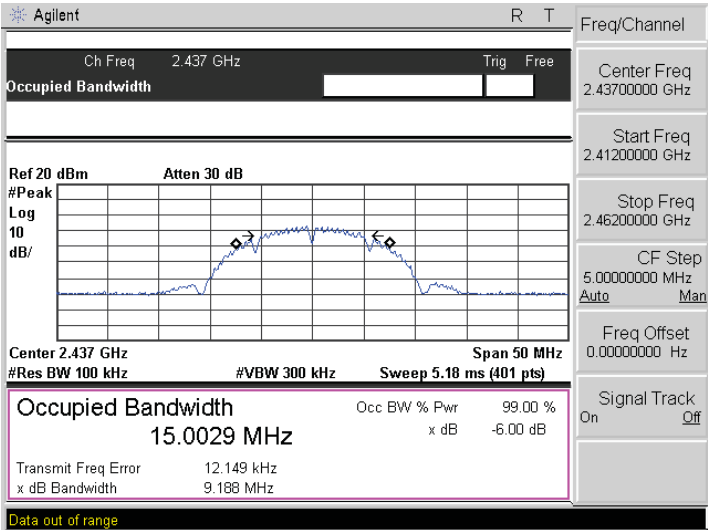 Agilent R T
Ch Freq 2.437 GHz Trig Free
Occupied Bandwidth
Ref 20 dBm Atten 30 dB
#Peak
Log
10
dB/
Center 2.437 GHz Span 50 MHz
#Res BW 100 kHz #VBW 300 kHz Sweep 5.18 ms (401 pts)
Occupied Bandwidth Occ BW % Pwr 99.00 %
15.0029 MHz x dB -6.00 dB
Transmit Freq Error 12.149 kHz
x dB Bandwidth 9.188 MHz
Data out of range
Freq/Channel
Center Freq
2.43700000 GHz
Start Freq
2.41200000 GHz
Stop Freq
2.46200000 GHz
CF Step
5.00000000 MHz
Auto Man
Freq Offset
0.00000000 Hz
Signal Track
On Off